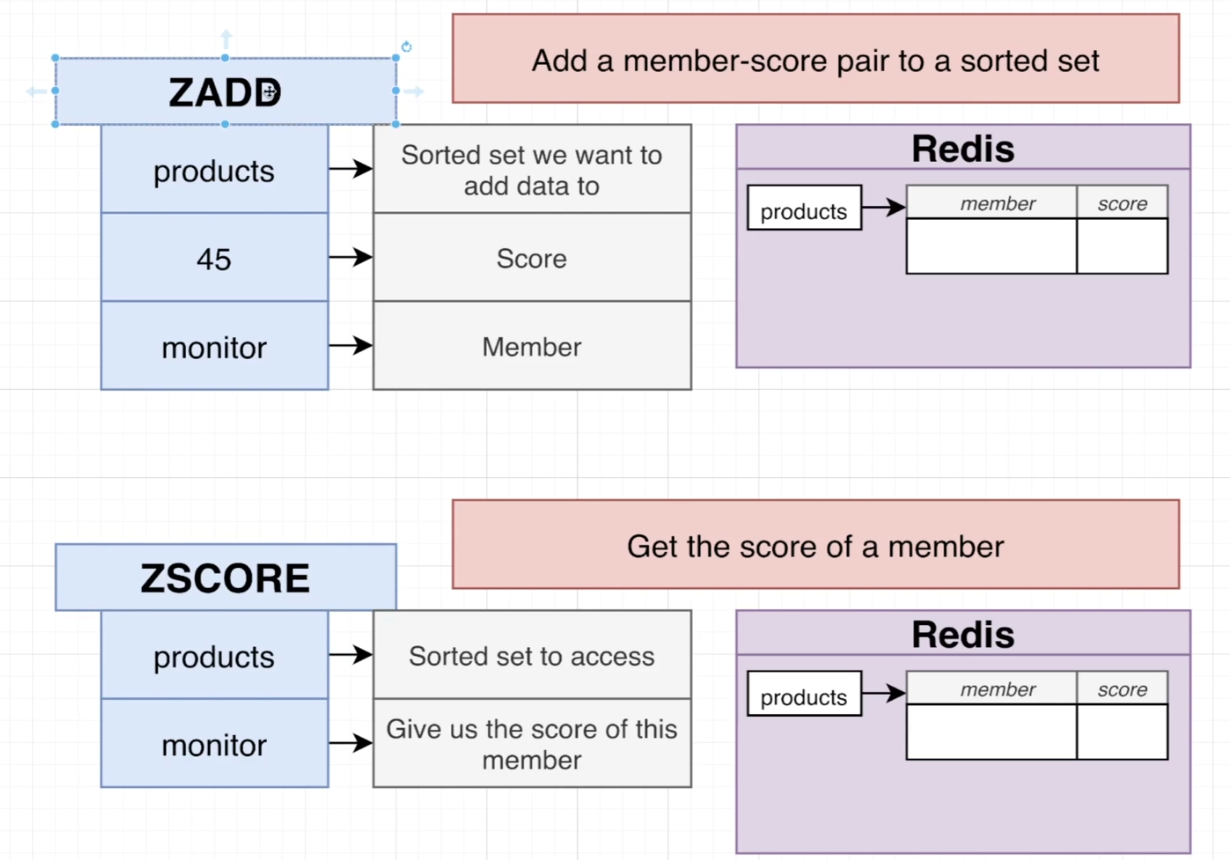 Add a member-score pair to a sorted set
ZADD
products
Sorted set we want to
add data to
45
Score
monitor
Member
Redis
products
member
score
Get the score of a member
ZSCORE
products
Sorted set to access
monitor
Give us the score of this
member
Redis
products
member
score